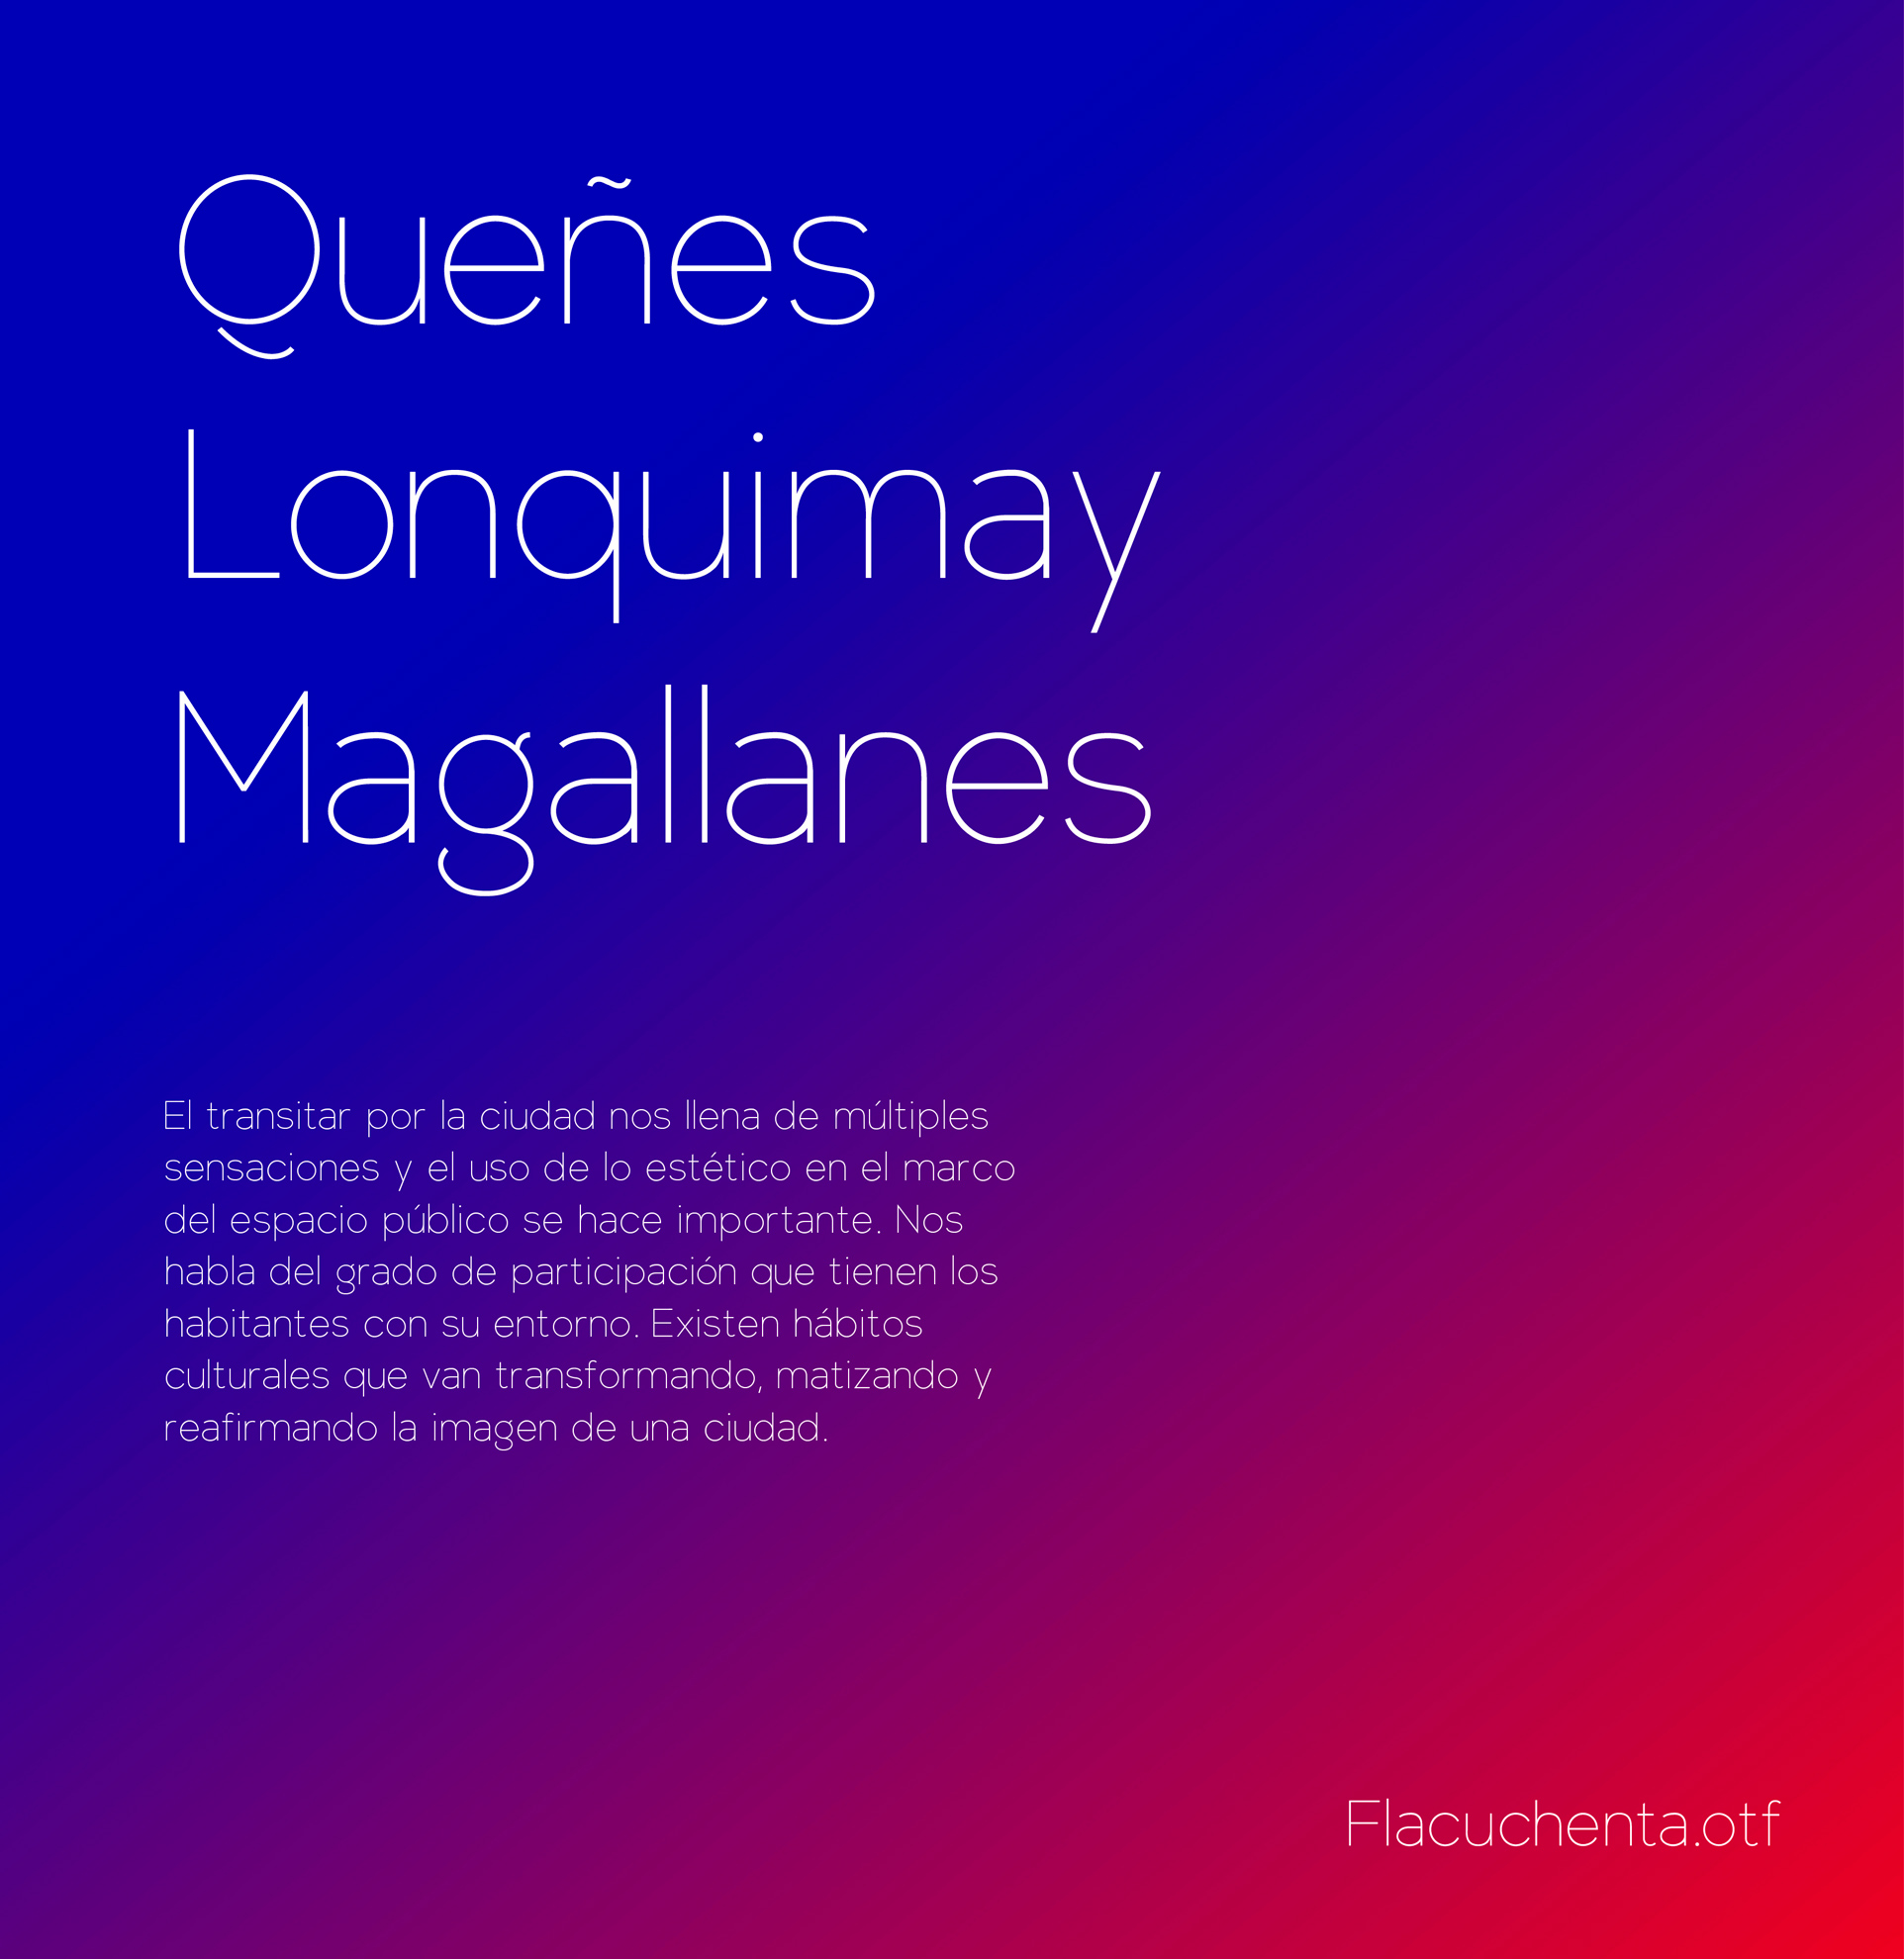 Queñes
Lonquimay
Magallanes
El transitar por la ciudad nos llena de múltiples
sensaciones y el uso de lo estético en el marco
del espacio público se hace importante. Nos
habla del grado de participación que tienen los
habitantes con su entorno. Existen hábitos
culturales que van transformando, matizando y
reafirmando la imagen de una ciudad.
Flacuchenta.otf